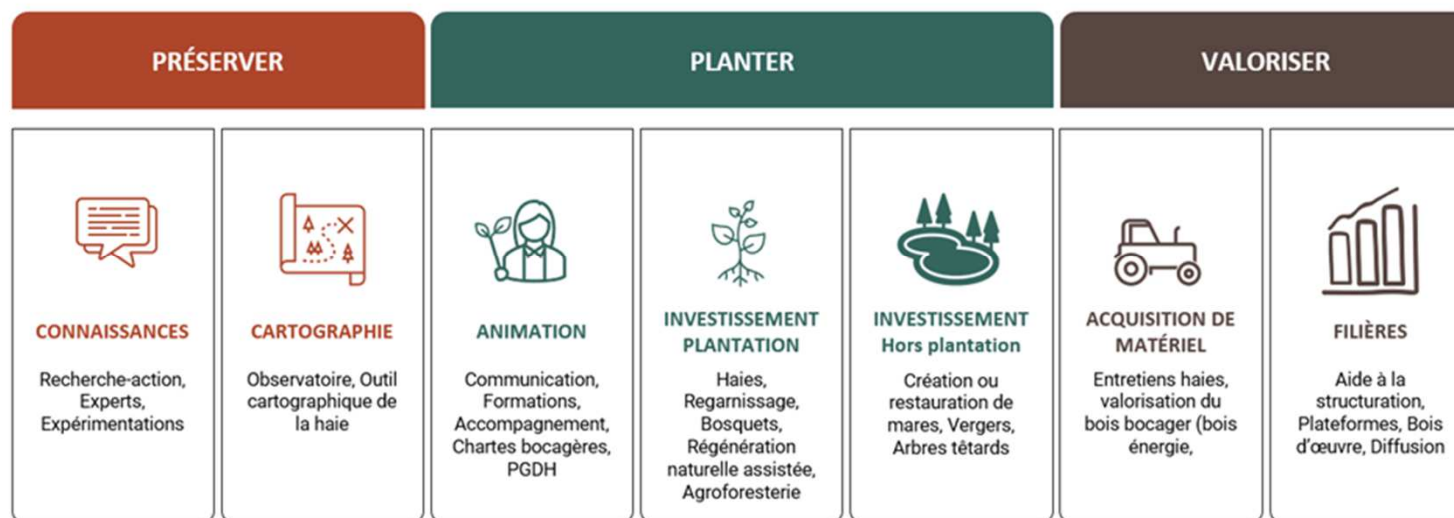 PRÉSERVER
PLANTER
VALORISER
CONNAISSANCES
Recherche-action,
Experts,
Expérimentations
CARTOGRAPHIE
Observatoire, Outil
cartographique de
la haie
ANIMATION
Communication,
Formations,
Accompagnement,
Chartes bocagères,
PGDH
INVESTISSEMENT
PLANTATION
Haies,
Regarnissage,
Bosquets,
Régénération
naturelle assistée,
Agroforesterie
INVESTISSEMENT
Hors plantation
Création ou
restauration de
mares, Vergers,
Arbres têtards
ACQUISITION DE
MATÉRIEL
Entretiens haies,
valorisation du
bois bocager (bois
énergie,
FILIÈRES
Aide à la
structuration,
Plateformes, Bois
d’œuvre, Diffusion